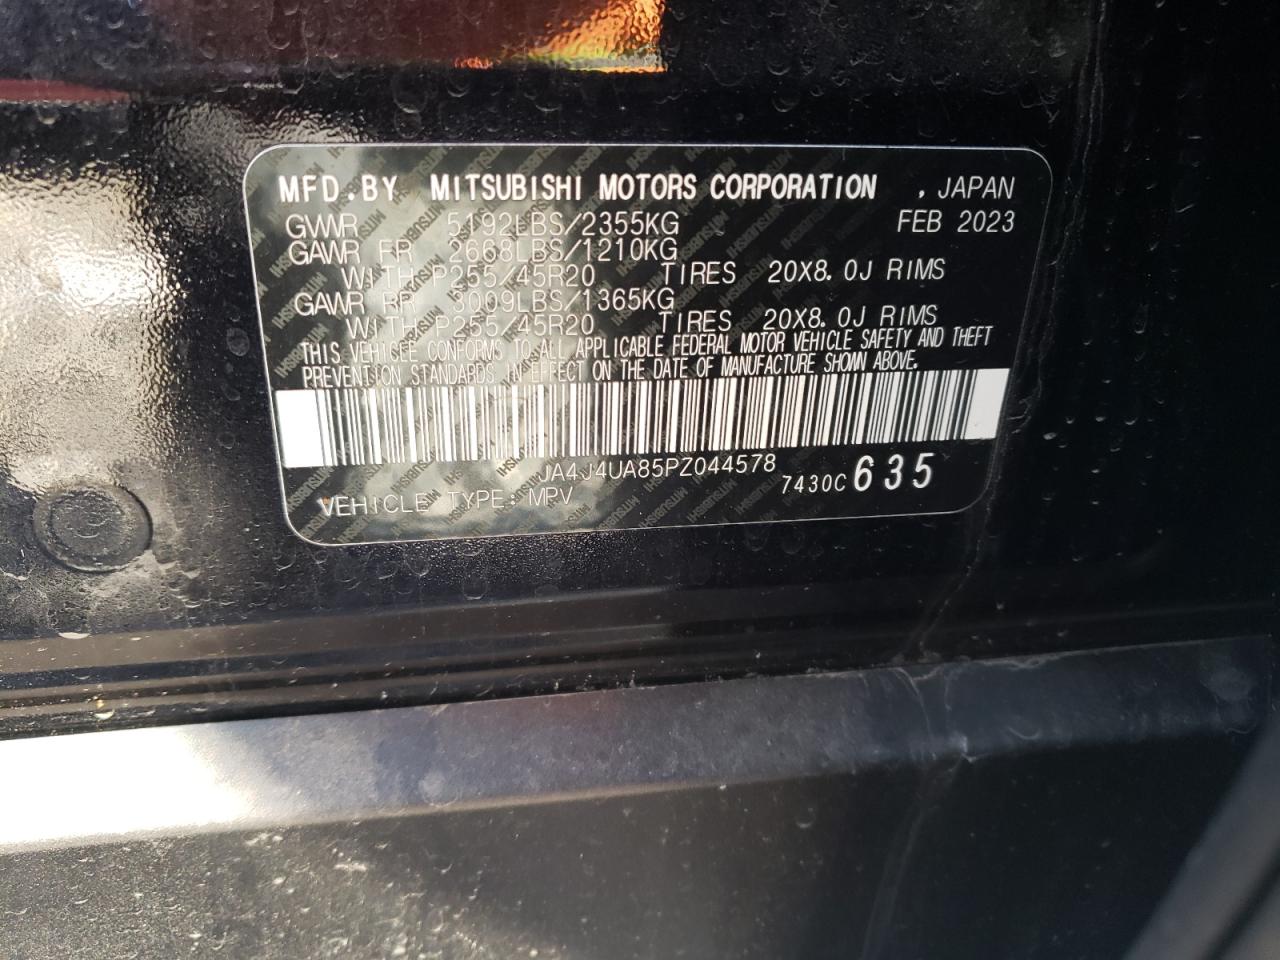 MFD.BY MITSUBISHI MOTORS CORPORATION , JAPAN
GVWR 5192LBS/2355KG FEB 2023
GAWR FR 2668LBS/1210KG
WITH P255/45R20 TIRES 20X8.0J RIMS
GAWR RR 3009LBS/1365KG
WITH P255/45R20 TIRES 20X8.0J RIMS
THIS VEHICLE CONFORMS TO ALL APPLICABLE FEDERAL MOTOR VEHICLE SAFETY AND THEFT
PREVENTION STANDARDS IN EFFECT ON THE DATE OF MANUFACTURE SHOWN ABOVE.
JA4J4UA85PZ044578
VEHICLE TYPE: MPV 7430C 635